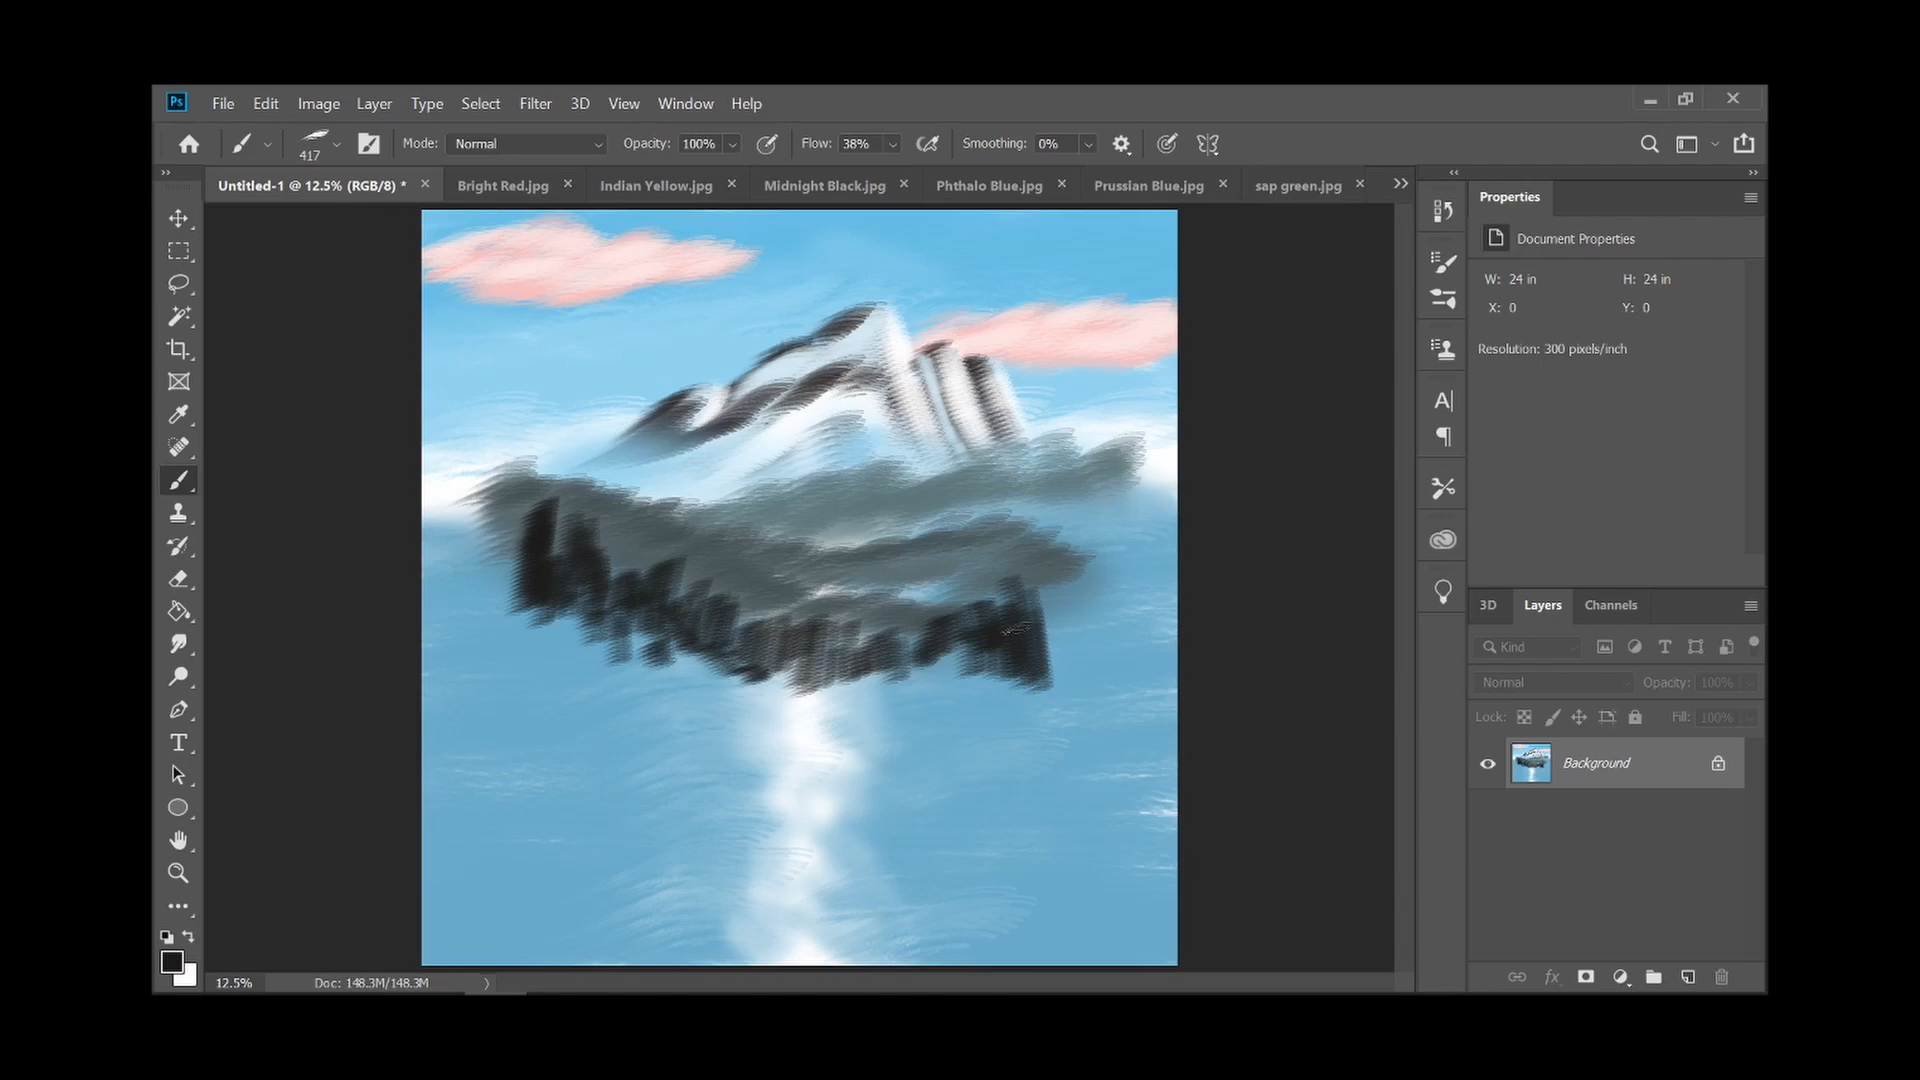 Ps File Edit Image Layer Type Select Filter 3D View Window Help
417 Mode: Normal Opacity: 100% Flow: 38% Smoothing: 0%
Untitled-1 @ 12.5% (RGB/8) * Bright Red.jpg Indian Yellow.jpg Midnight Black.jpg Phthalo Blue.jpg Prussian Blue.jpg sap green.jpg
Properties
Document Properties
W: 24 in H: 24 in
X: 0 Y: 0
Resolution: 300 pixels/inch
3D Layers Channels
Kind
Normal Opacity: 100%
Lock: Fill: 100%
Background
fx
12.5% Doc: 148.3M/148.3M